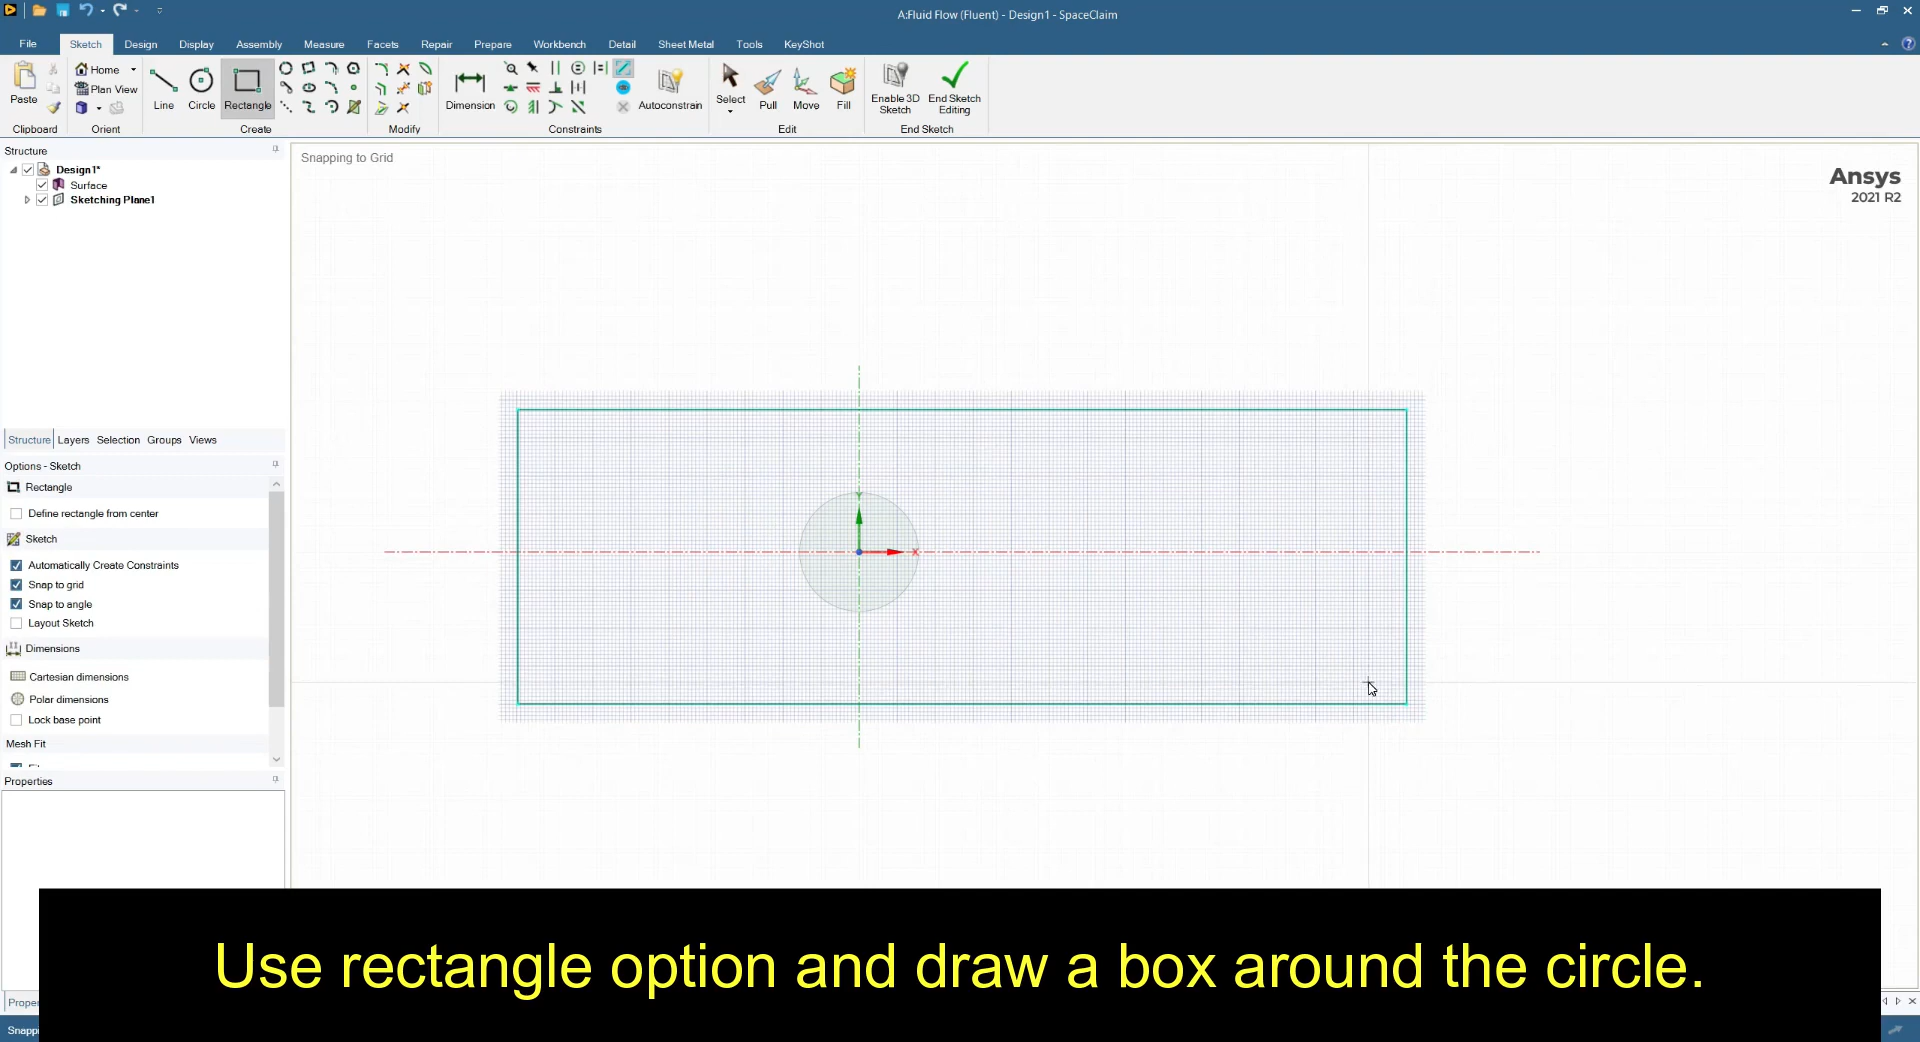 A:Fluid Flow (Fluent) - Design1 - SpaceClaim
File Sketch Design Display Assembly Measure Facets Repair Prepare Workbench Detail Sheet Metal Tools KeyShot
Paste
Home
Plan View
Line Circle Rectangle
Dimension
Autoconstrain
Select Pull Move Fill
Enable 3D Sketch
End Sketch Editing
Clipboard Orient Create Modify Constraints Edit End Sketch
Structure
Design1*
Surface
Sketching Plane1
Snapping to Grid
Ansys
2021 R2
Y
X
Structure Layers Selection Groups Views
Options - Sketch
Rectangle
Define rectangle from center
Sketch
Automatically Create Constraints
Snap to grid
Snap to angle
Layout Sketch
Dimensions
Cartesian dimensions
Polar dimensions
Lock base point
Mesh Fit
Properties
Use rectangle option and draw a box around the circle.